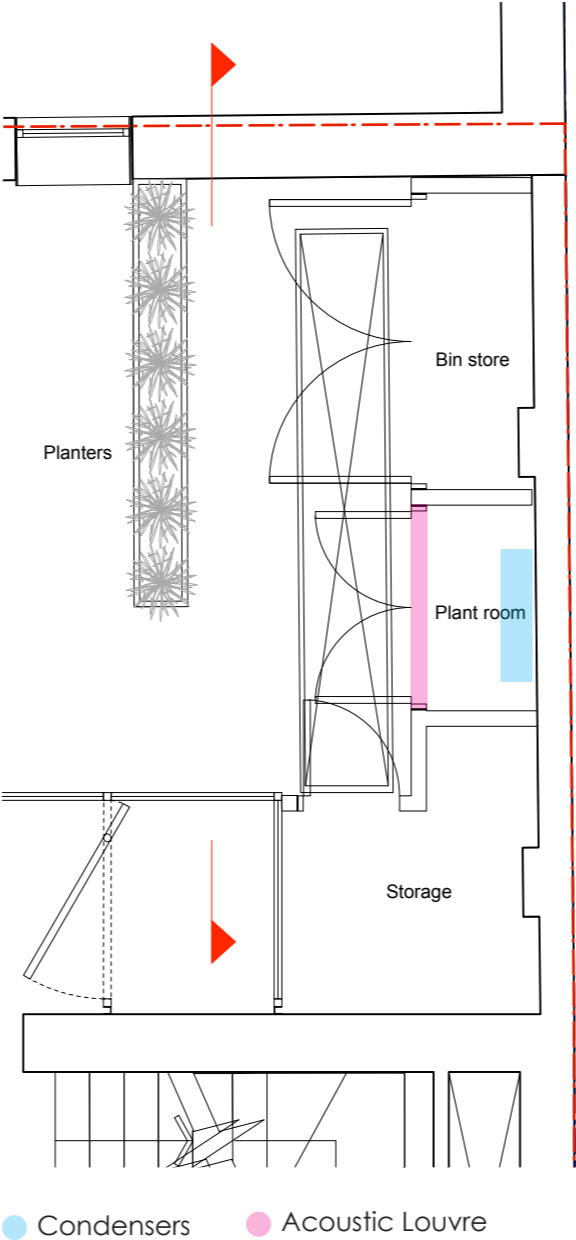 Bin store
Planters
Plant room
Storage
Condensers
Acoustic Louvre